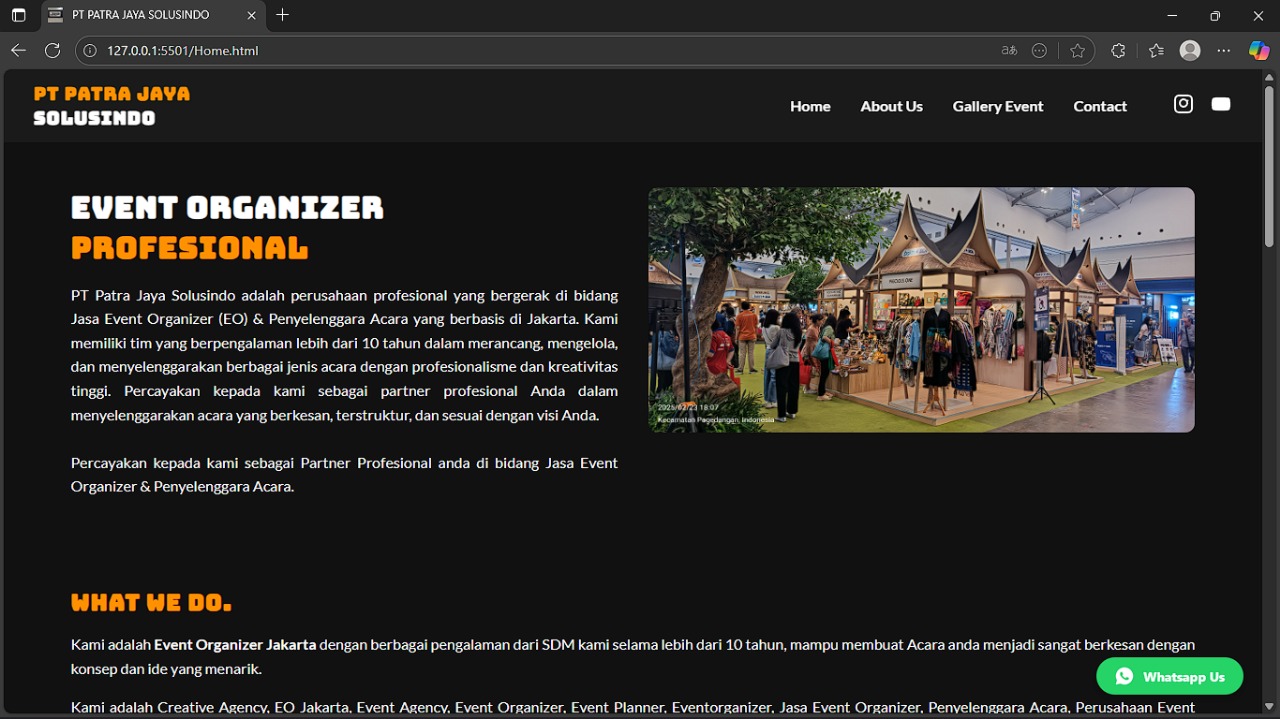 PT PATRA JAYA SOLUSINDO
127.0.0.1:5501/Home.html
PT PATRA JAYA
SOLUSINDO
Home About Us Gallery Event Contact
EVENT ORGANIZER
PROFESIONAL
PT Patra Jaya Solusindo adalah perusahaan profesional yang bergerak di bidang
Jasa Event Organizer (EO) & Penyelenggara Acara yang berbasis di Jakarta. Kami
memiliki tim yang berpengalaman lebih dari 10 tahun dalam merancang, mengelola,
dan menyelenggarakan berbagai jenis acara dengan profesionalisme dan kreativitas
tinggi. Percayakan kepada kami sebagai partner profesional Anda dalam
menyelenggarakan acara yang berkesan, terstruktur, dan sesuai dengan visi Anda.
Percayakan kepada kami sebagai Partner Profesional anda di bidang Jasa Event
Organizer & Penyelenggara Acara.
2025/02/23 18:07
Kecamatan Pagedangan, Indonesia
WHAT WE DO.
Kami adalah Event Organizer Jakarta dengan berbagai pengalaman dari SDM kami selama lebih dari 10 tahun, mampu membuat Acara anda menjadi sangat berkesan dengan
konsep dan ide yang menarik.
Kami adalah Creative Agency, EO Jakarta, Event Agency, Event Organizer, Event Planner, Eventorganizer, Jasa Event Organizer, Penyelenggara Acara, Perusahaan Event
Whatsapp Us